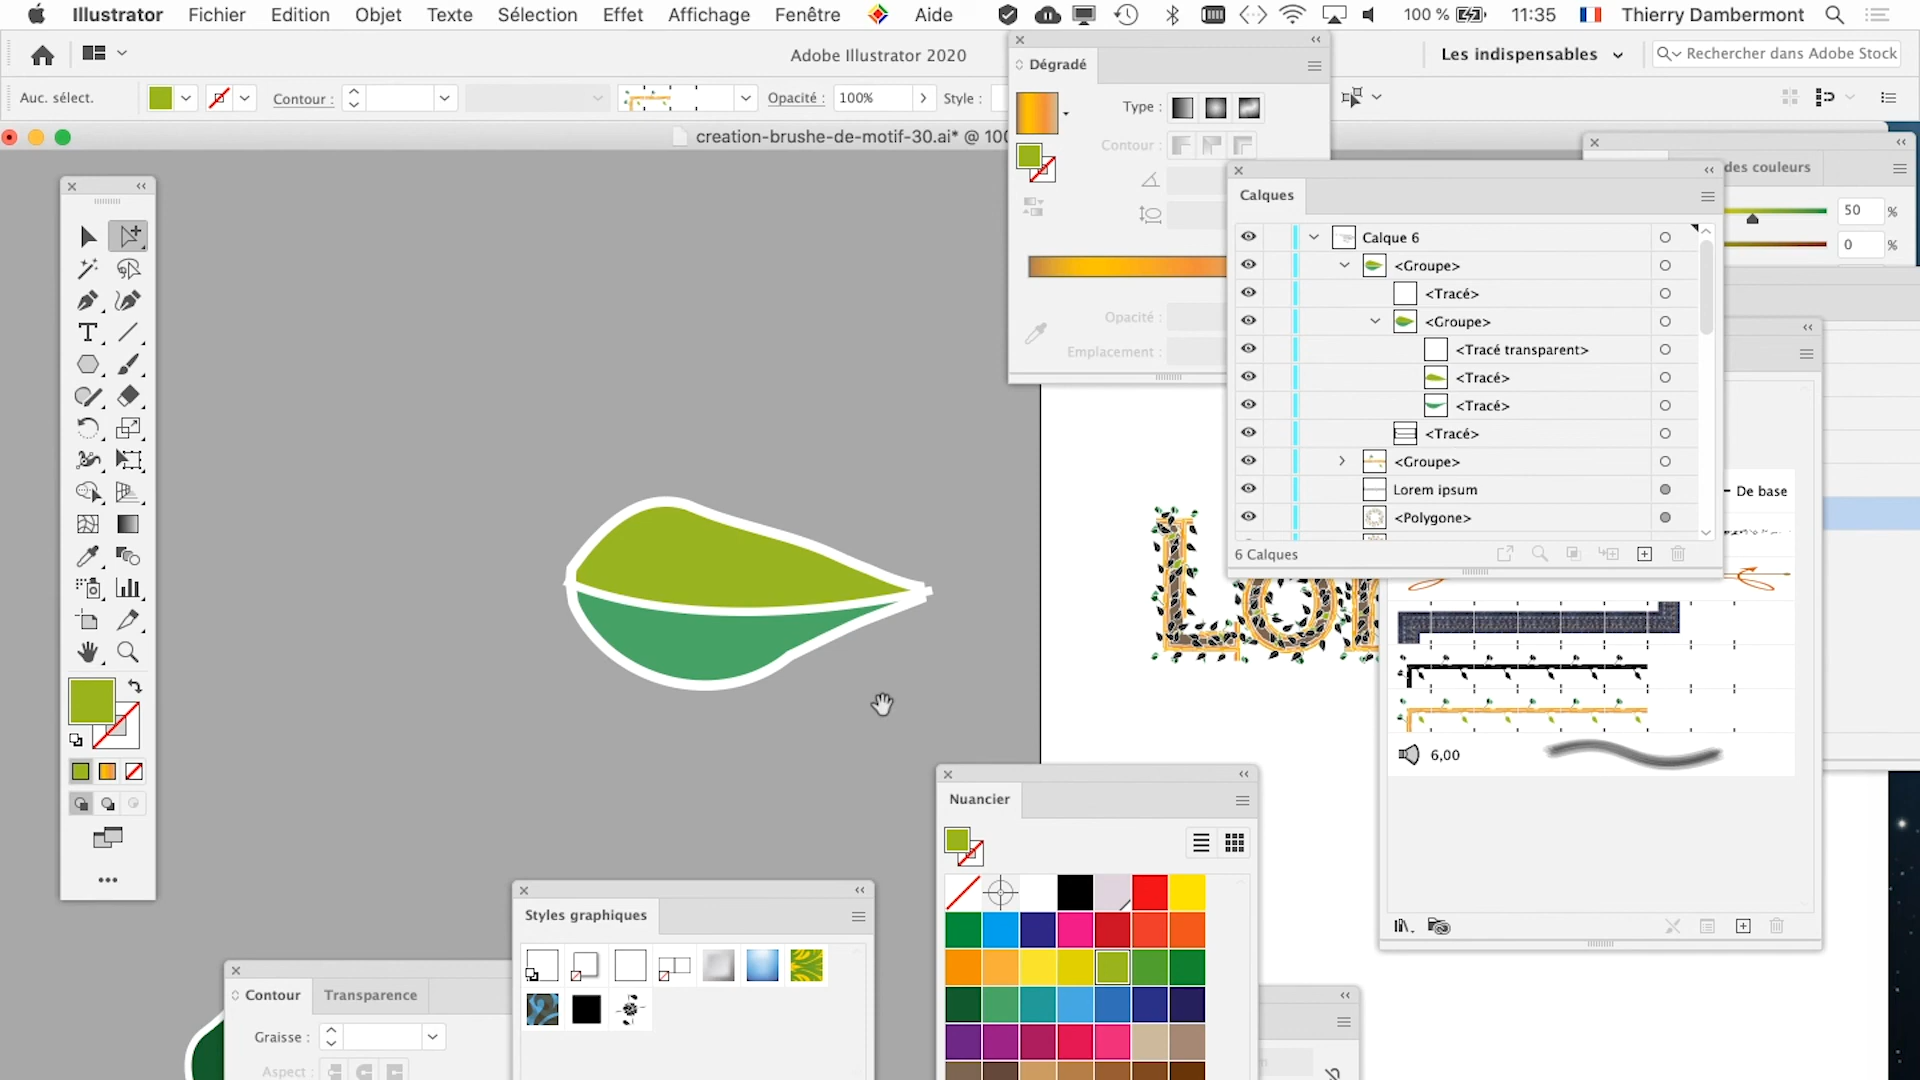 Illustrator Fichier Edition Objet Texte Sélection Effet Affichage Fenêtre Aide 100 % 11:35 Thierry Dambermont
Adobe Illustrator 2020
Les indispensables
Rechercher dans Adobe Stock
Auc. sélect.
Contour :
Opacité :
100%
Style :
creation-brushe-de-motif-30.ai* @ 100
Dégradé
Type :
Contour :
Opacité :
Emplacement :
des couleurs
50 %
0 %
Calques
Calque 6
<Groupe>
<Tracé>
<Groupe>
<Tracé transparent>
<Tracé>
<Tracé>
<Tracé>
<Groupe>
Lorem ipsum
<Polygone>
6 Calques
De base
Lor
6,00
Nuancier
Styles graphiques
Contour
Transparence
Graisse :
Aspect :